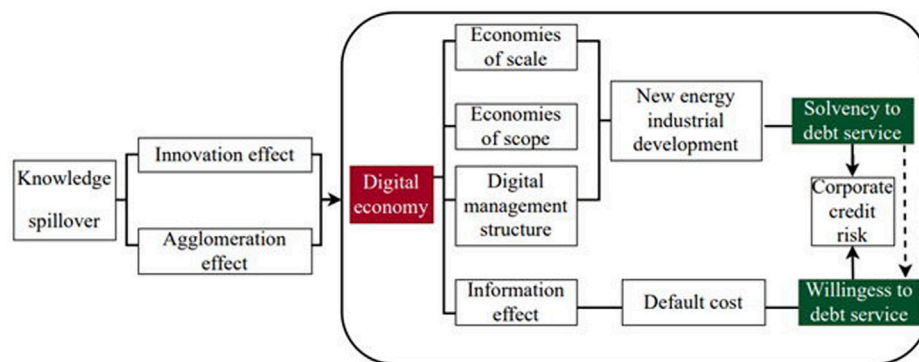 Knowledge
spillover
Innovation effect
Agglomeration
effect
Digital
economy
Economies
of scale
Economies
of scope
Digital
management
structure
Information
effect
New energy
industrial
development
Default cost
Solvency to
debt service
Corporate
credit
risk
Willingess to
debt service